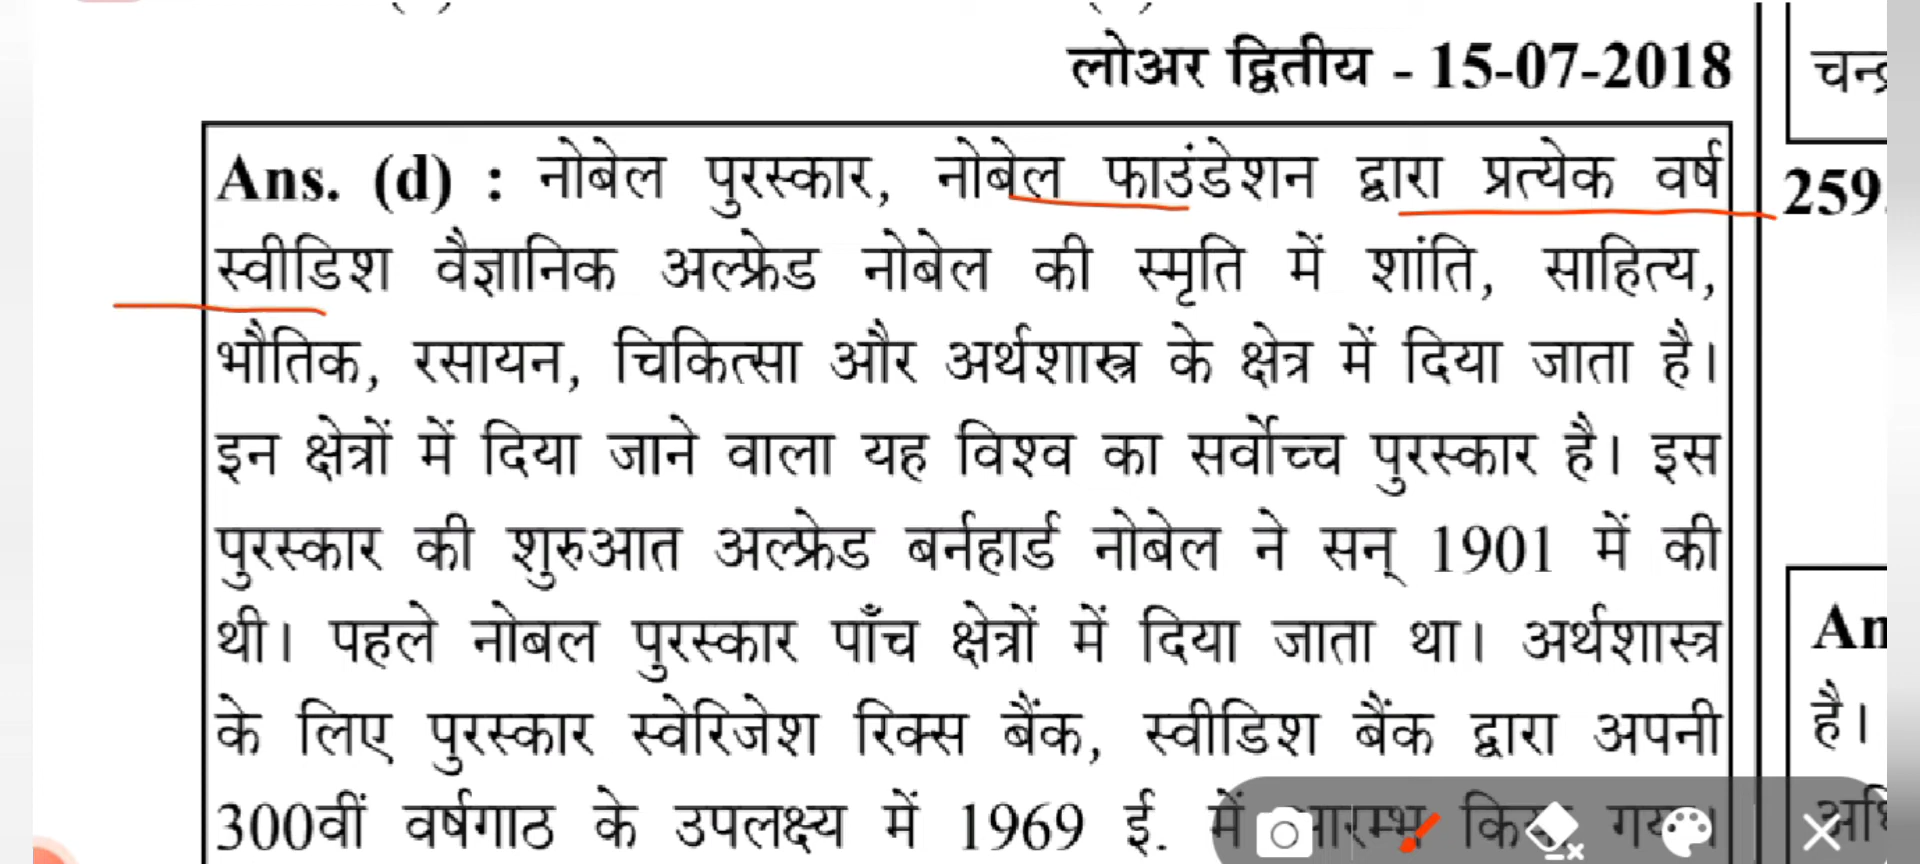 लोअर द्वितीय - 15-07-2018
चन्द्र
Ans. (d) : नोबेल पुरस्कार, नोबेल फाउंडेशन द्वारा प्रत्येक वर्ष
259.
स्वीडिश वैज्ञानिक अल्फ्रेड नोबेल की स्मृति में शांति, साहित्य,
भौतिक, रसायन, चिकित्सा और अर्थशास्त्र के क्षेत्र में दिया जाता है।
इन क्षेत्रों में दिया जाने वाला यह विश्व का सर्वोच्च पुरस्कार है। इस
पुरस्कार की शुरुआत अल्फ्रेड बर्नहार्ड नोबेल ने सन् 1901 में की
थी। पहले नोबल पुरस्कार पाँच क्षेत्रों में दिया जाता था। अर्थशास्त्र
An
के लिए पुरस्कार स्वेरिजेश रिक्स बैंक, स्वीडिश बैंक द्वारा अपनी
है।
300वीं वर्षगाठ के उपलक्ष्य में 1969 ई. में